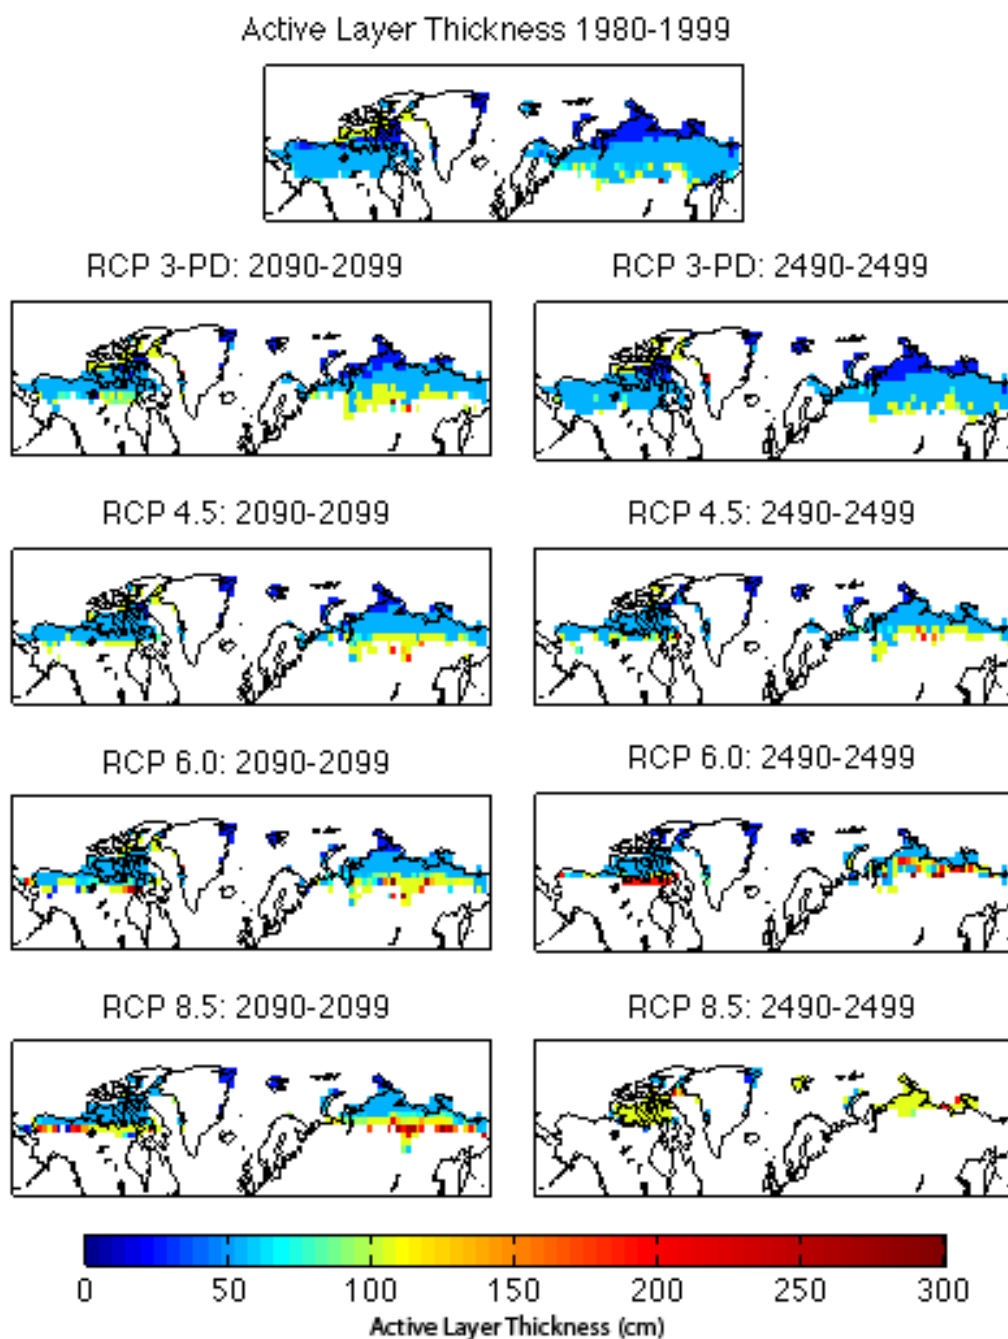 Active Layer Thickness 1980-1999
RCP 3-PD: 2090-2099
RCP 3-PD: 2490-2499
RCP 4.5: 2090-2099
RCP 4.5: 2490-2499
RCP 6.0: 2090-2099
RCP 6.0: 2490-2499
RCP 8.5: 2090-2099
RCP 8.5: 2490-2499
0 50 100 150 200 250 300
Active Layer Thickness (cm)